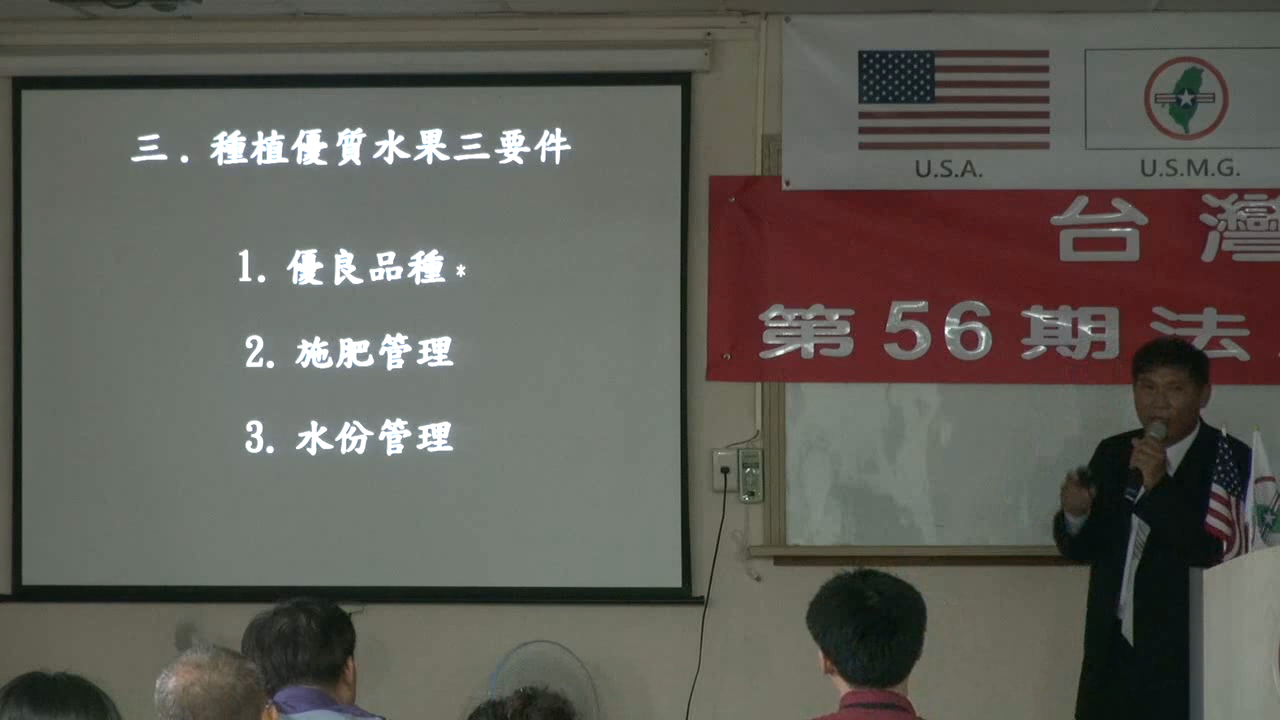 三. 種植優質水果三要件
1. 優良品種*
2. 施肥管理
3. 水份管理
U.S.A.
U.S.M.G.
台灣
第56期法